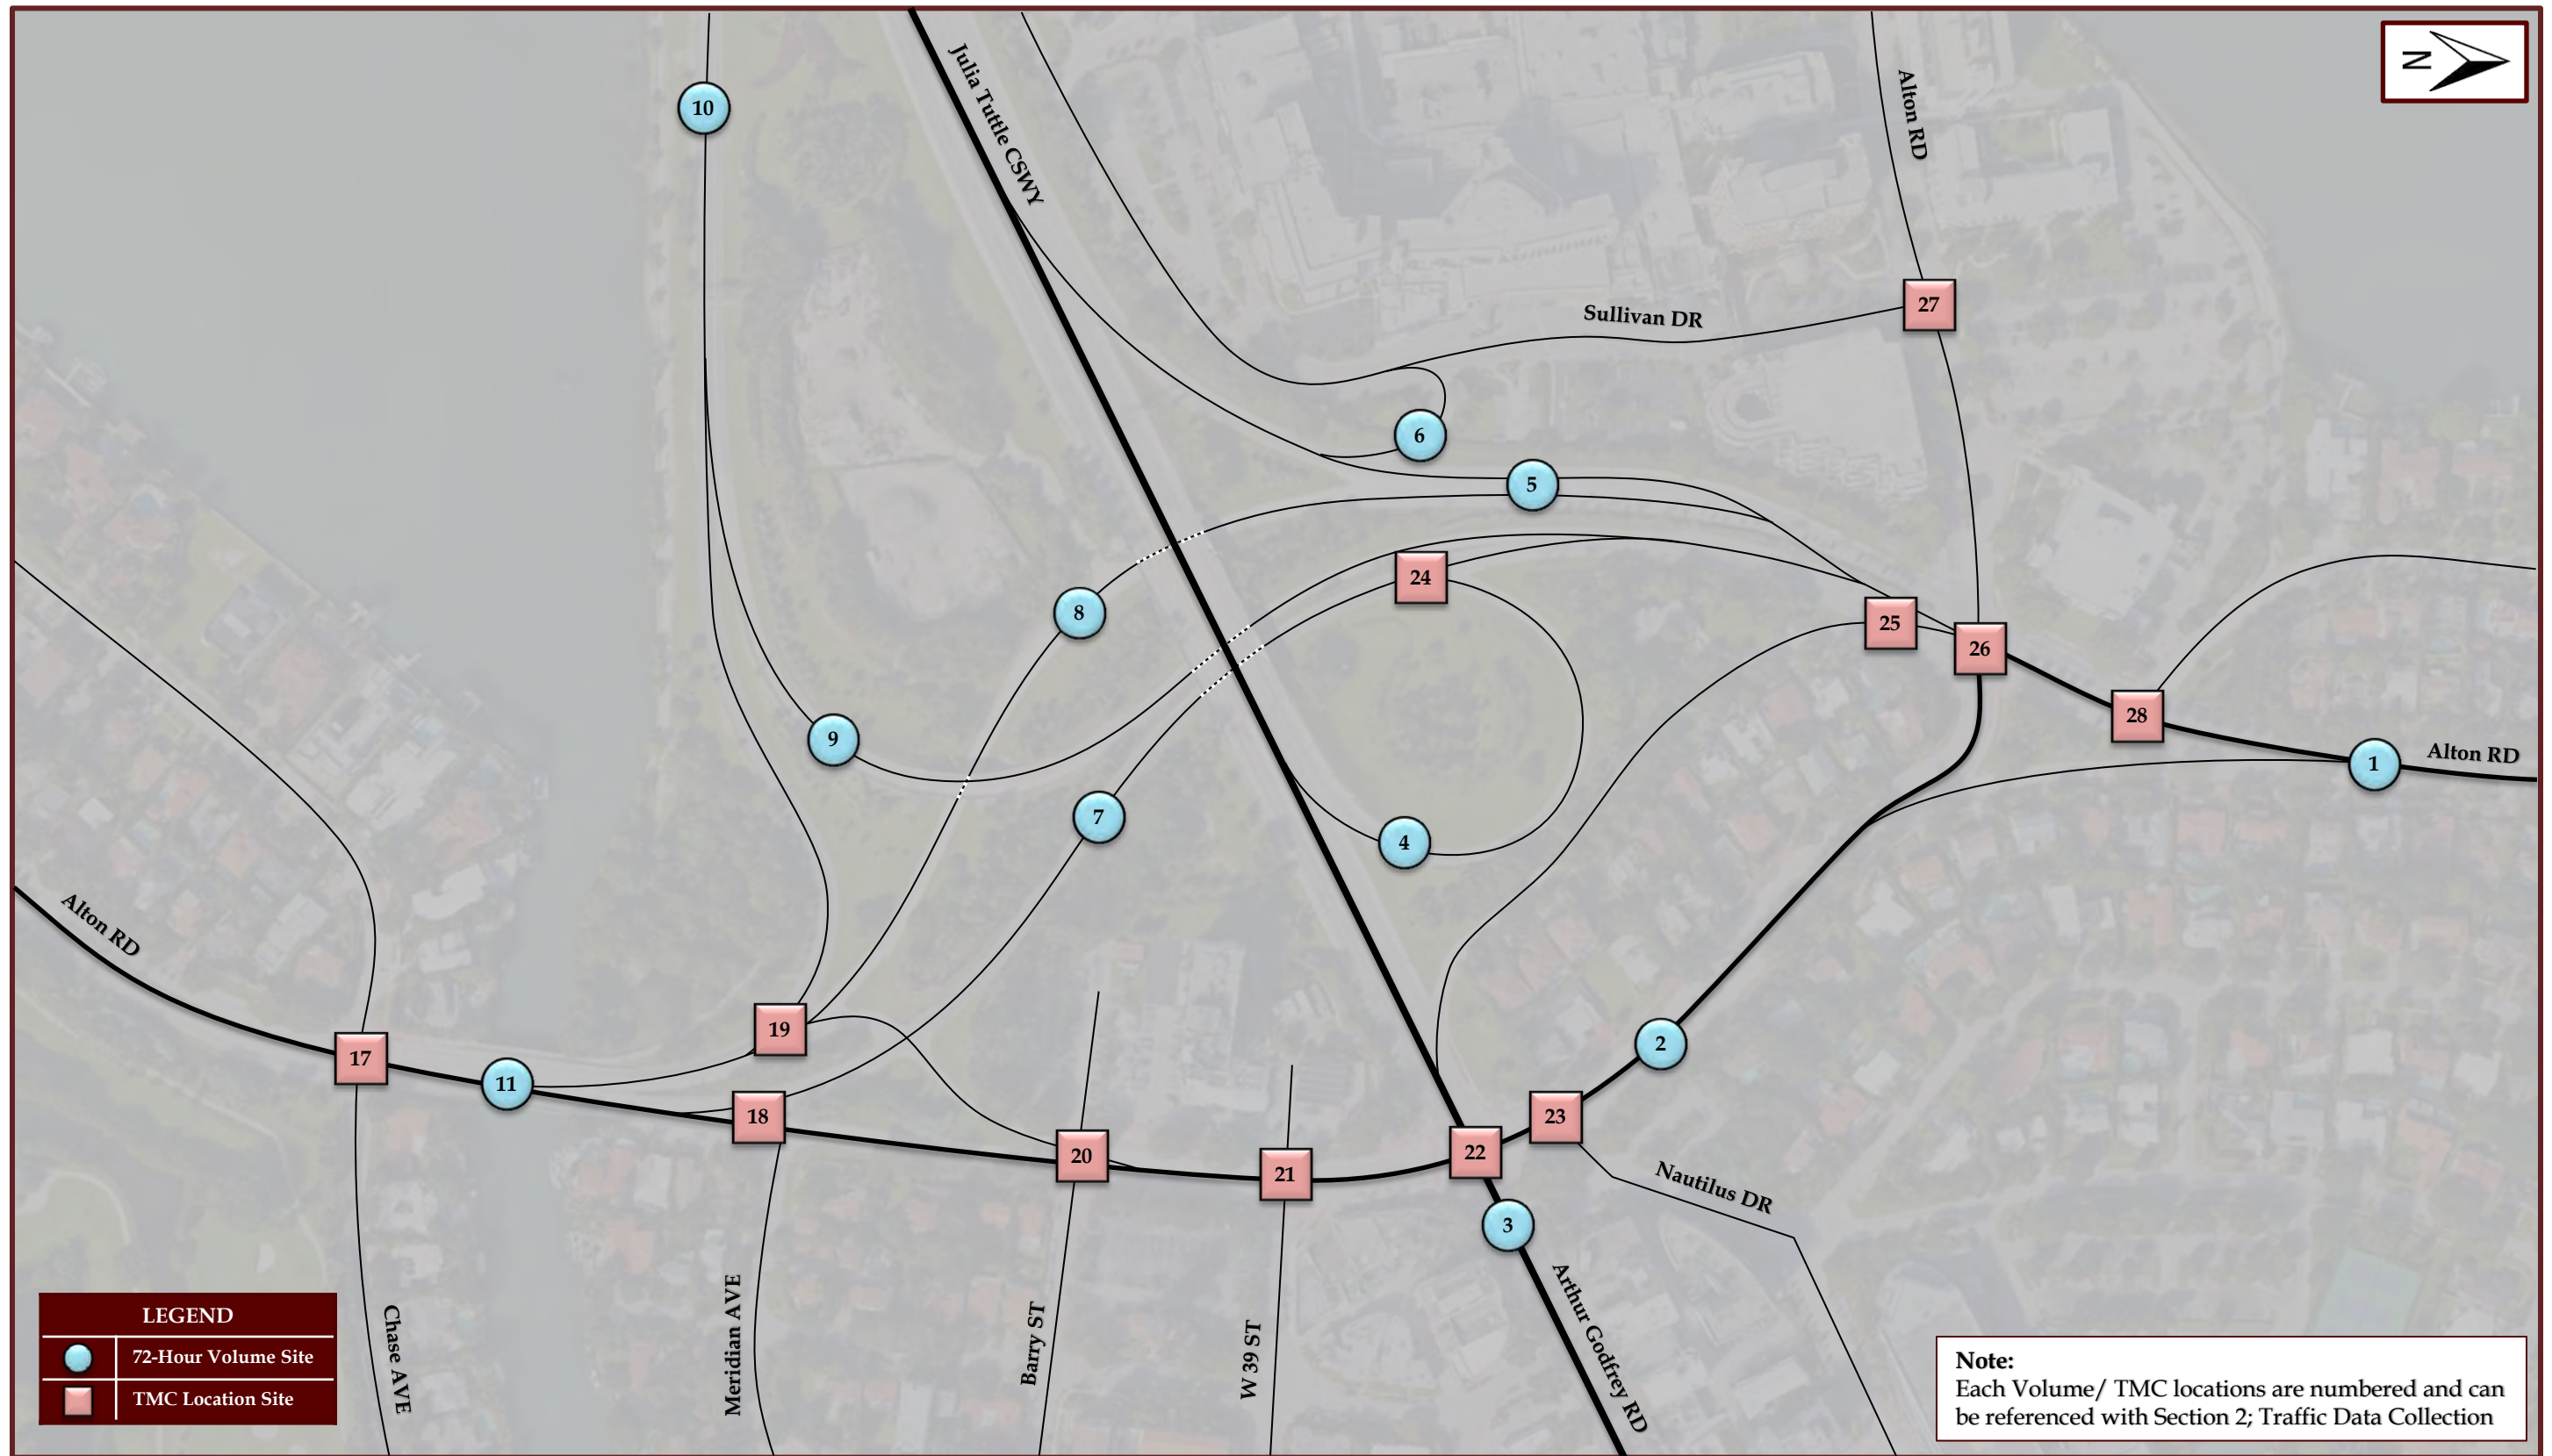 10
Julia Tuttle CSWY
Alton RD
N
27
Sullivan DR
6
5
24
8
25
26
28
9
1
Alton RD
7
4
Alton RD
19
2
17
11
18
23
20
22
21
Nautilus DR
3
Chase AVE
Meridian AVE
Barry ST
W 39 ST
Arthur Godfrey RD
LEGEND
72-Hour Volume Site
TMC Location Site
Note:
Each Volume/ TMC locations are numbered and can
be referenced with Section 2; Traffic Data Collection